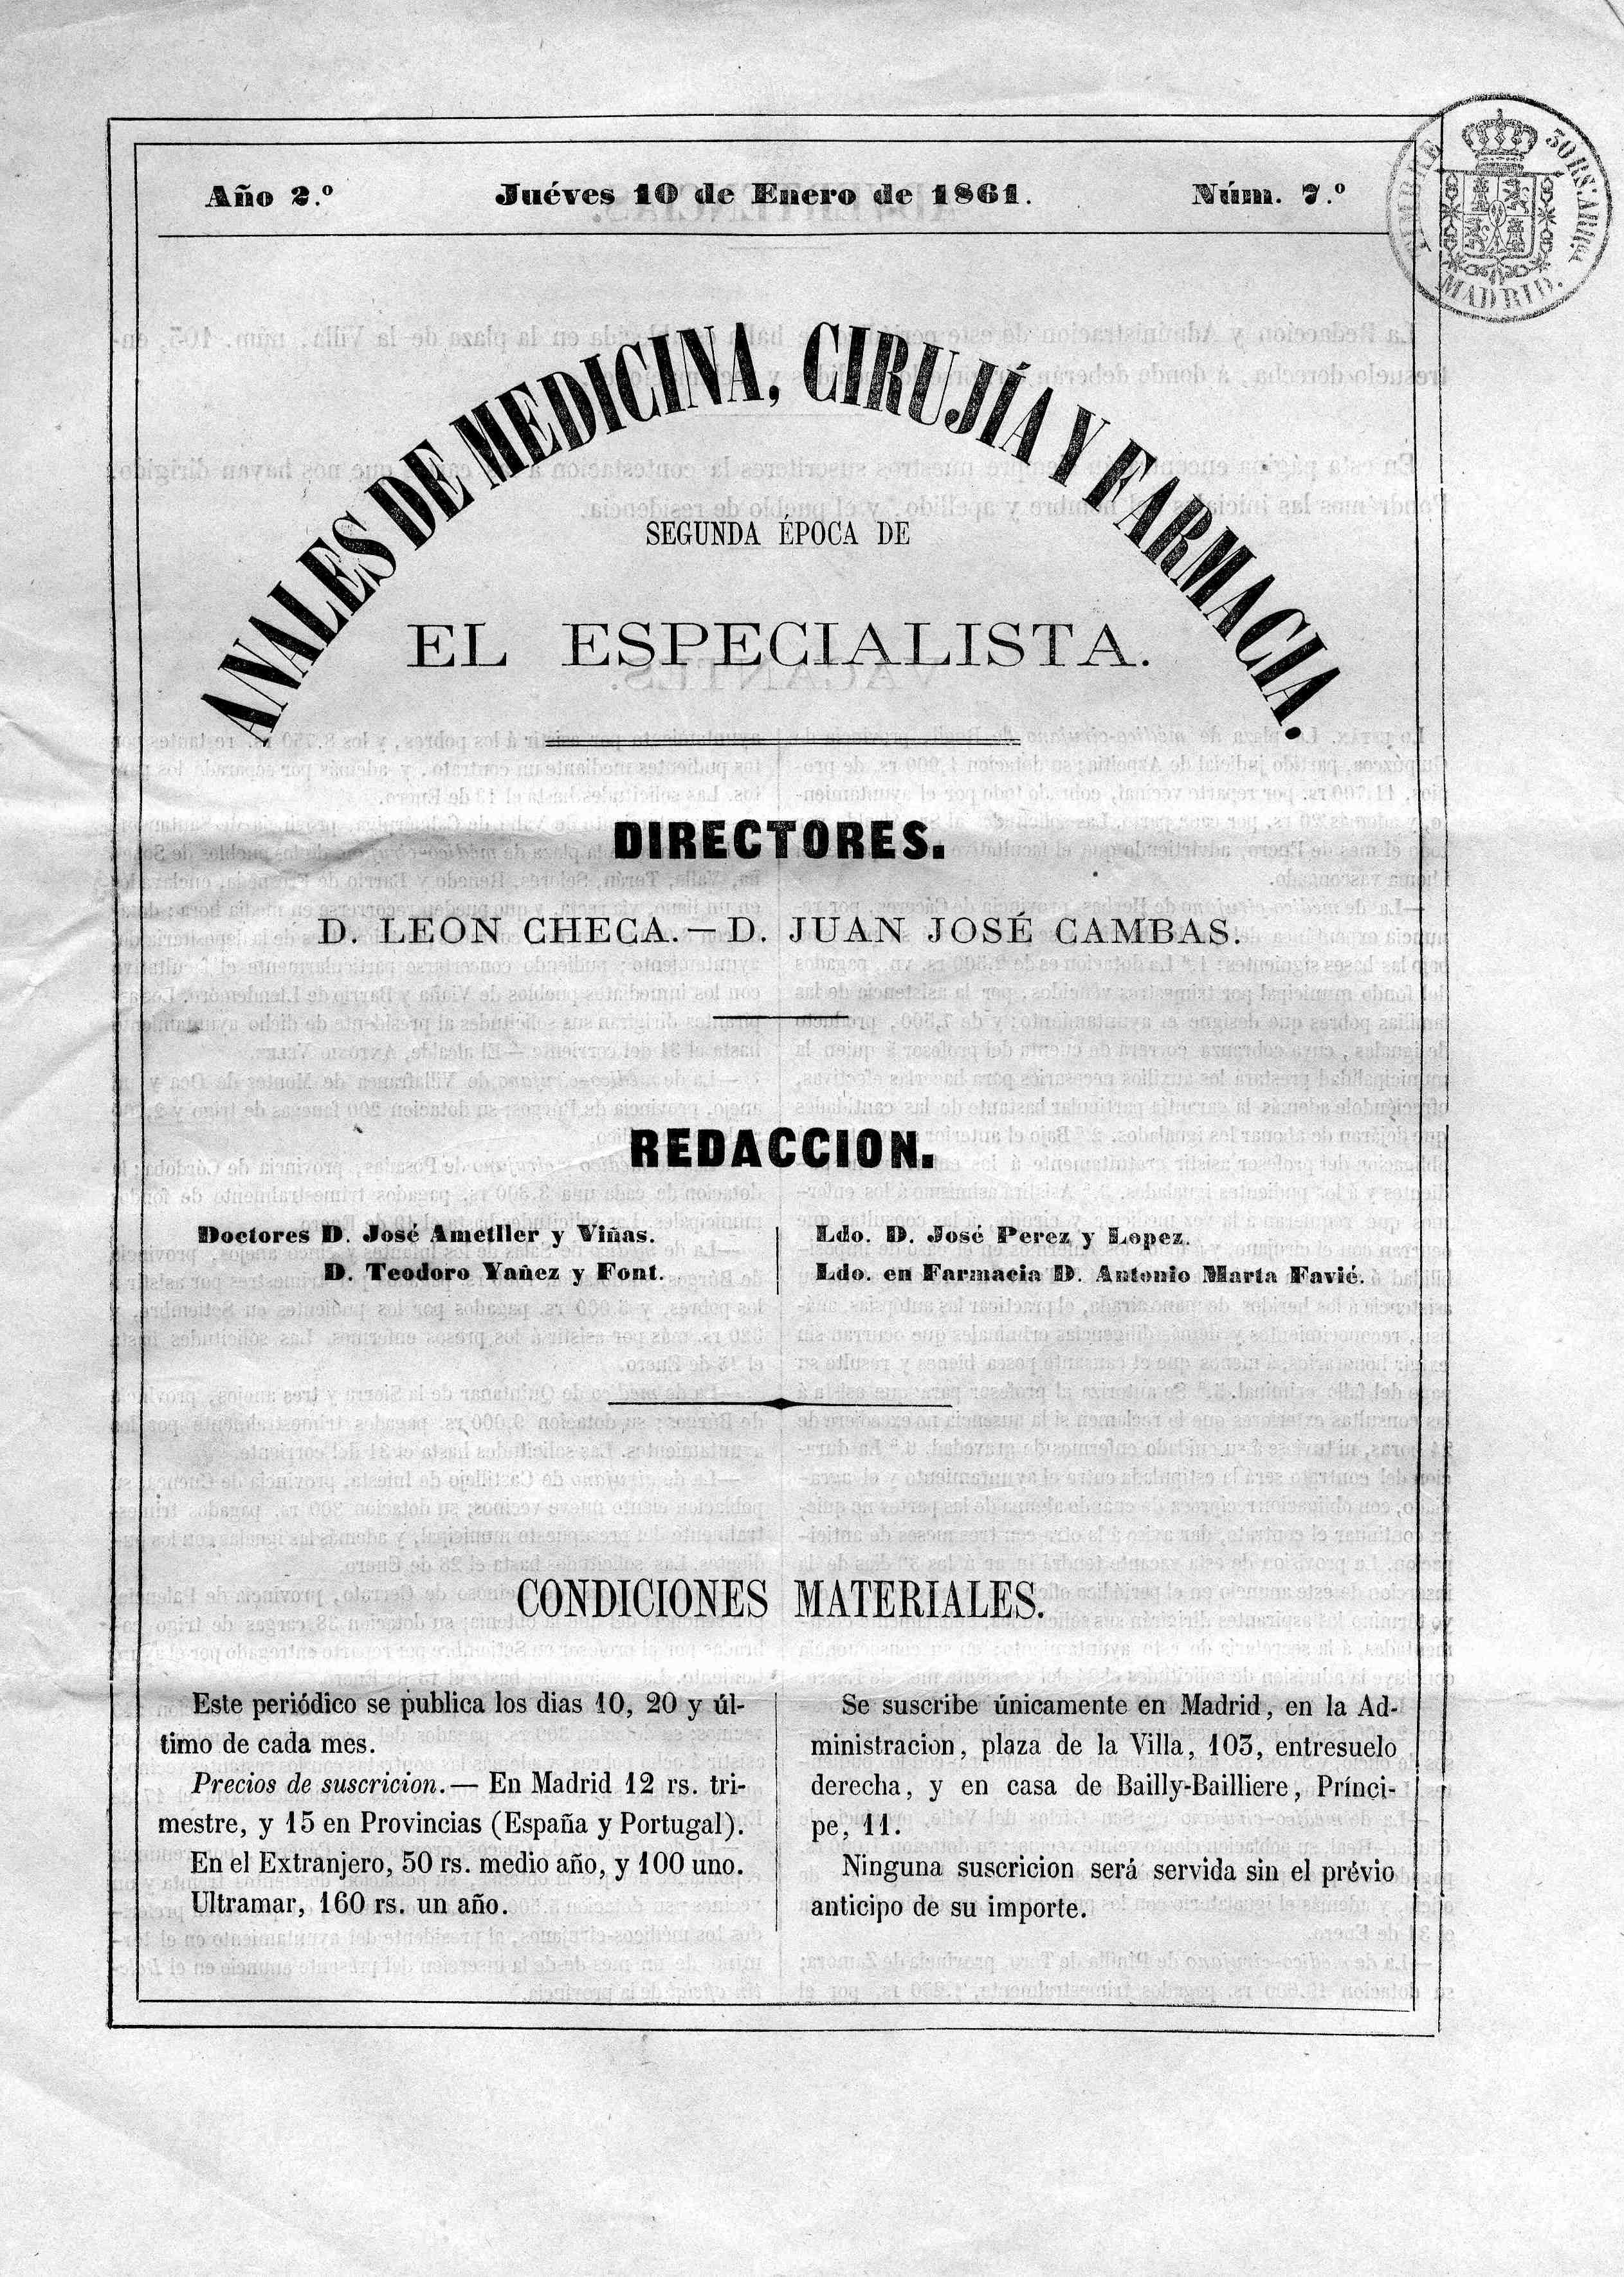 Año 2.º Juéves 10 de Enero de 1861. Núm. 7.º
TIMBRE 30 RS. ARRª
MADRID.
ANALES DE MEDICINA, CIRUJÍA Y FARMACIA.
SEGUNDA ÉPOCA DE
EL ESPECIALISTA.
DIRECTORES.
D. LEON CHECA.—D. JUAN JOSÉ CAMBAS.
REDACCION.
Doctores D. José Ametller y Viñas.
D. Teodoro Yañez y Font.
Ldo. D. José Perez y Lopez.
Ldo. en Farmacia D. Antonio Marta Favié.
CONDICIONES MATERIALES.
Este periódico se publica los dias 10, 20 y úl-
timo de cada mes.
Precios de suscricion.— En Madrid 12 rs. tri-
mestre, y 15 en Provincias (España y Portugal).
En el Extranjero, 50 rs. medio año, y 100 uno.
Ultramar, 160 rs. un año.
Se suscribe únicamente en Madrid, en la Ad-
ministracion, plaza de la Villa, 103, entresuelo
derecha, y en casa de Bailly-Bailliere, Prínci-
pe, 11.
Ninguna suscricion será servida sin el prévio
anticipo de su importe.